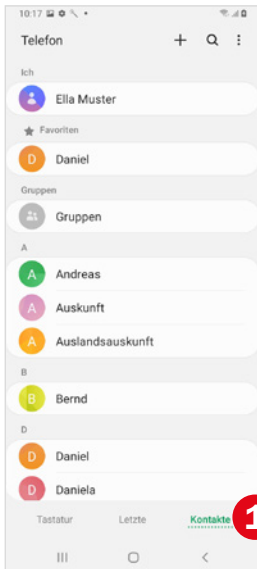 10:17
Telefon
Ich
Ella Muster
Favoriten
D Daniel
Gruppen
Gruppen
A
A Andreas
A Auskunft
A Auslandsauskunft
B
B Bernd
D
D Daniel
D Daniela
Tastatur Letzte Kontakte 1